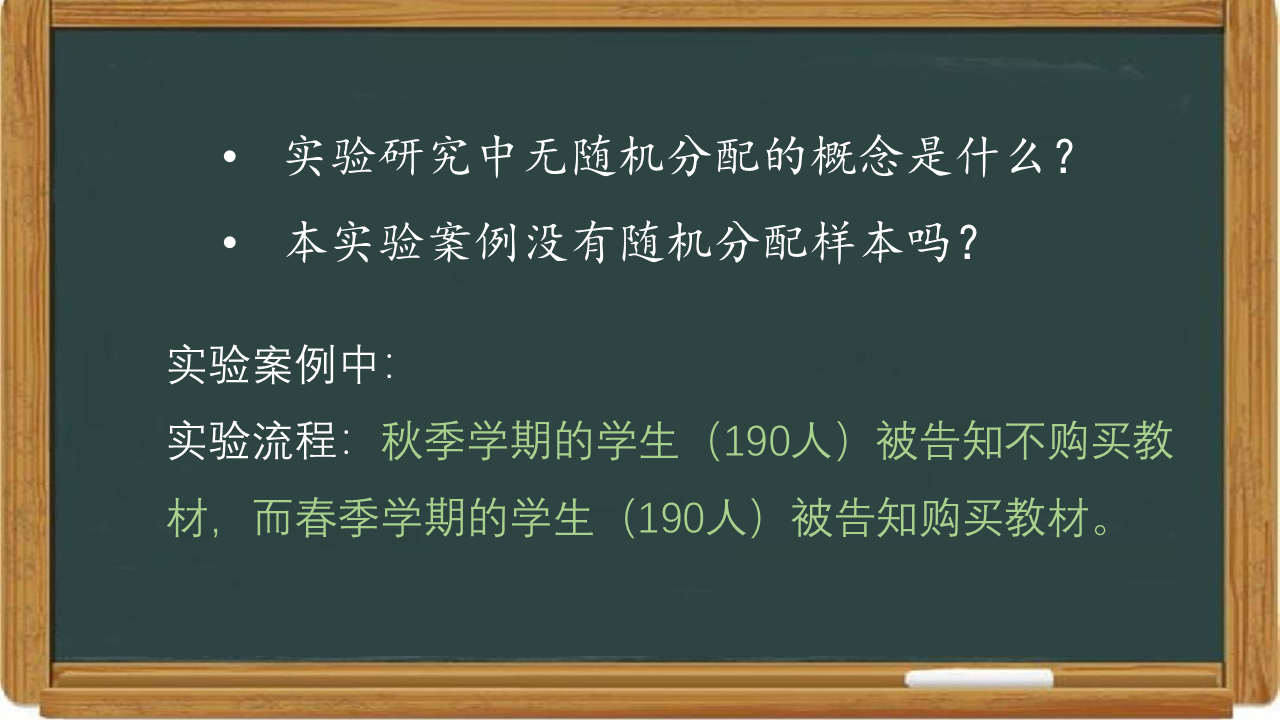 • 实验研究中无随机分配的概念是什么？
• 本实验案例没有随机分配样本吗？
实验案例中：
实验流程：秋季学期的学生（190人）被告知不购买教
材，而春季学期的学生（190人）被告知购买教材。